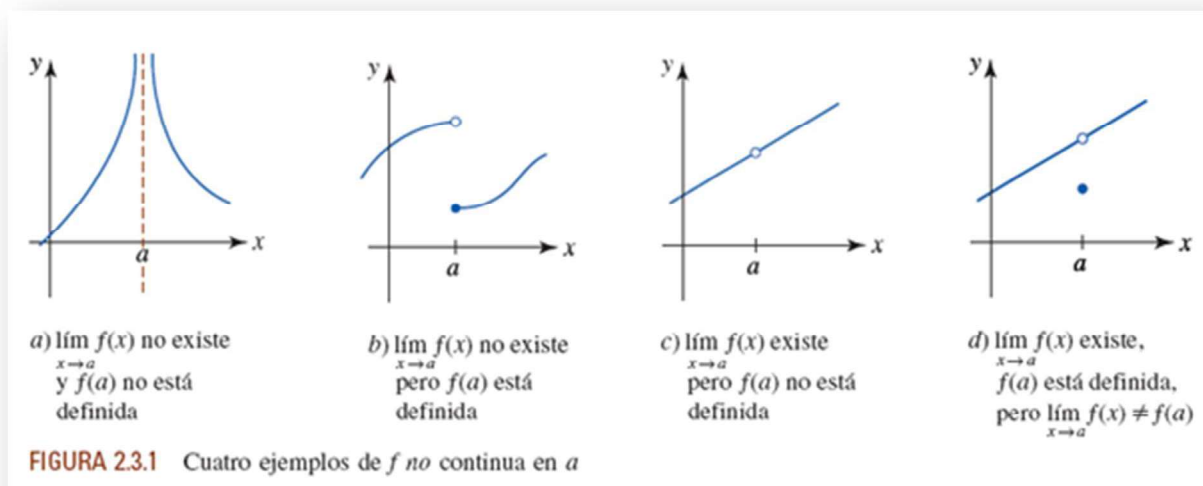 y
x
a
y
x
a
y
x
a
y
x
a
a) lím f(x) no existe
x→a
y f(a) no está
definida
b) lím f(x) no existe
x→a
pero f(a) está
definida
c) lím f(x) existe
x→a
pero f(a) no está
definida
d) lím f(x) existe,
x→a
f(a) está definida,
pero lím f(x) ≠ f(a)
x→a
FIGURA 2.3.1 Cuatro ejemplos de f no continua en a